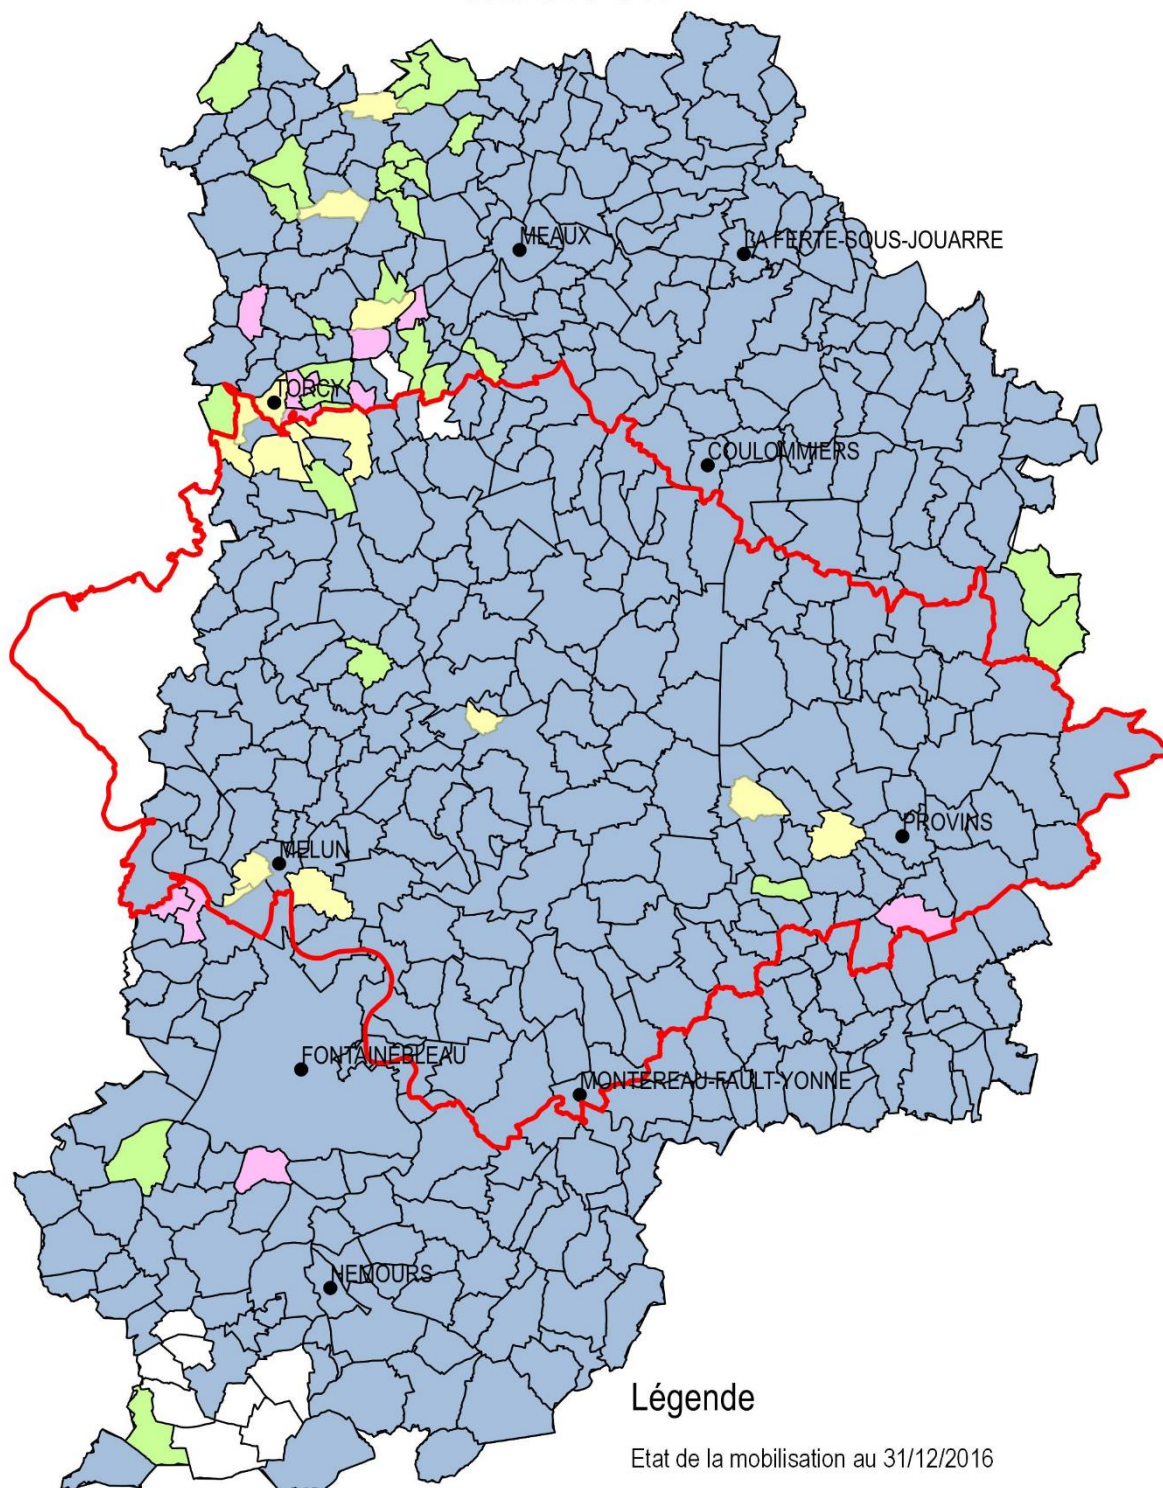 MEAUX
LA FERTE-SOUS-JOUARRE
TORCY
COULOMMIERS
PROVINS
MELUN
FONTAINEBLEAU
MONTEREAU-FAULT-YONNE
NEMOURS
Légende
Etat de la mobilisation au 31/12/2016